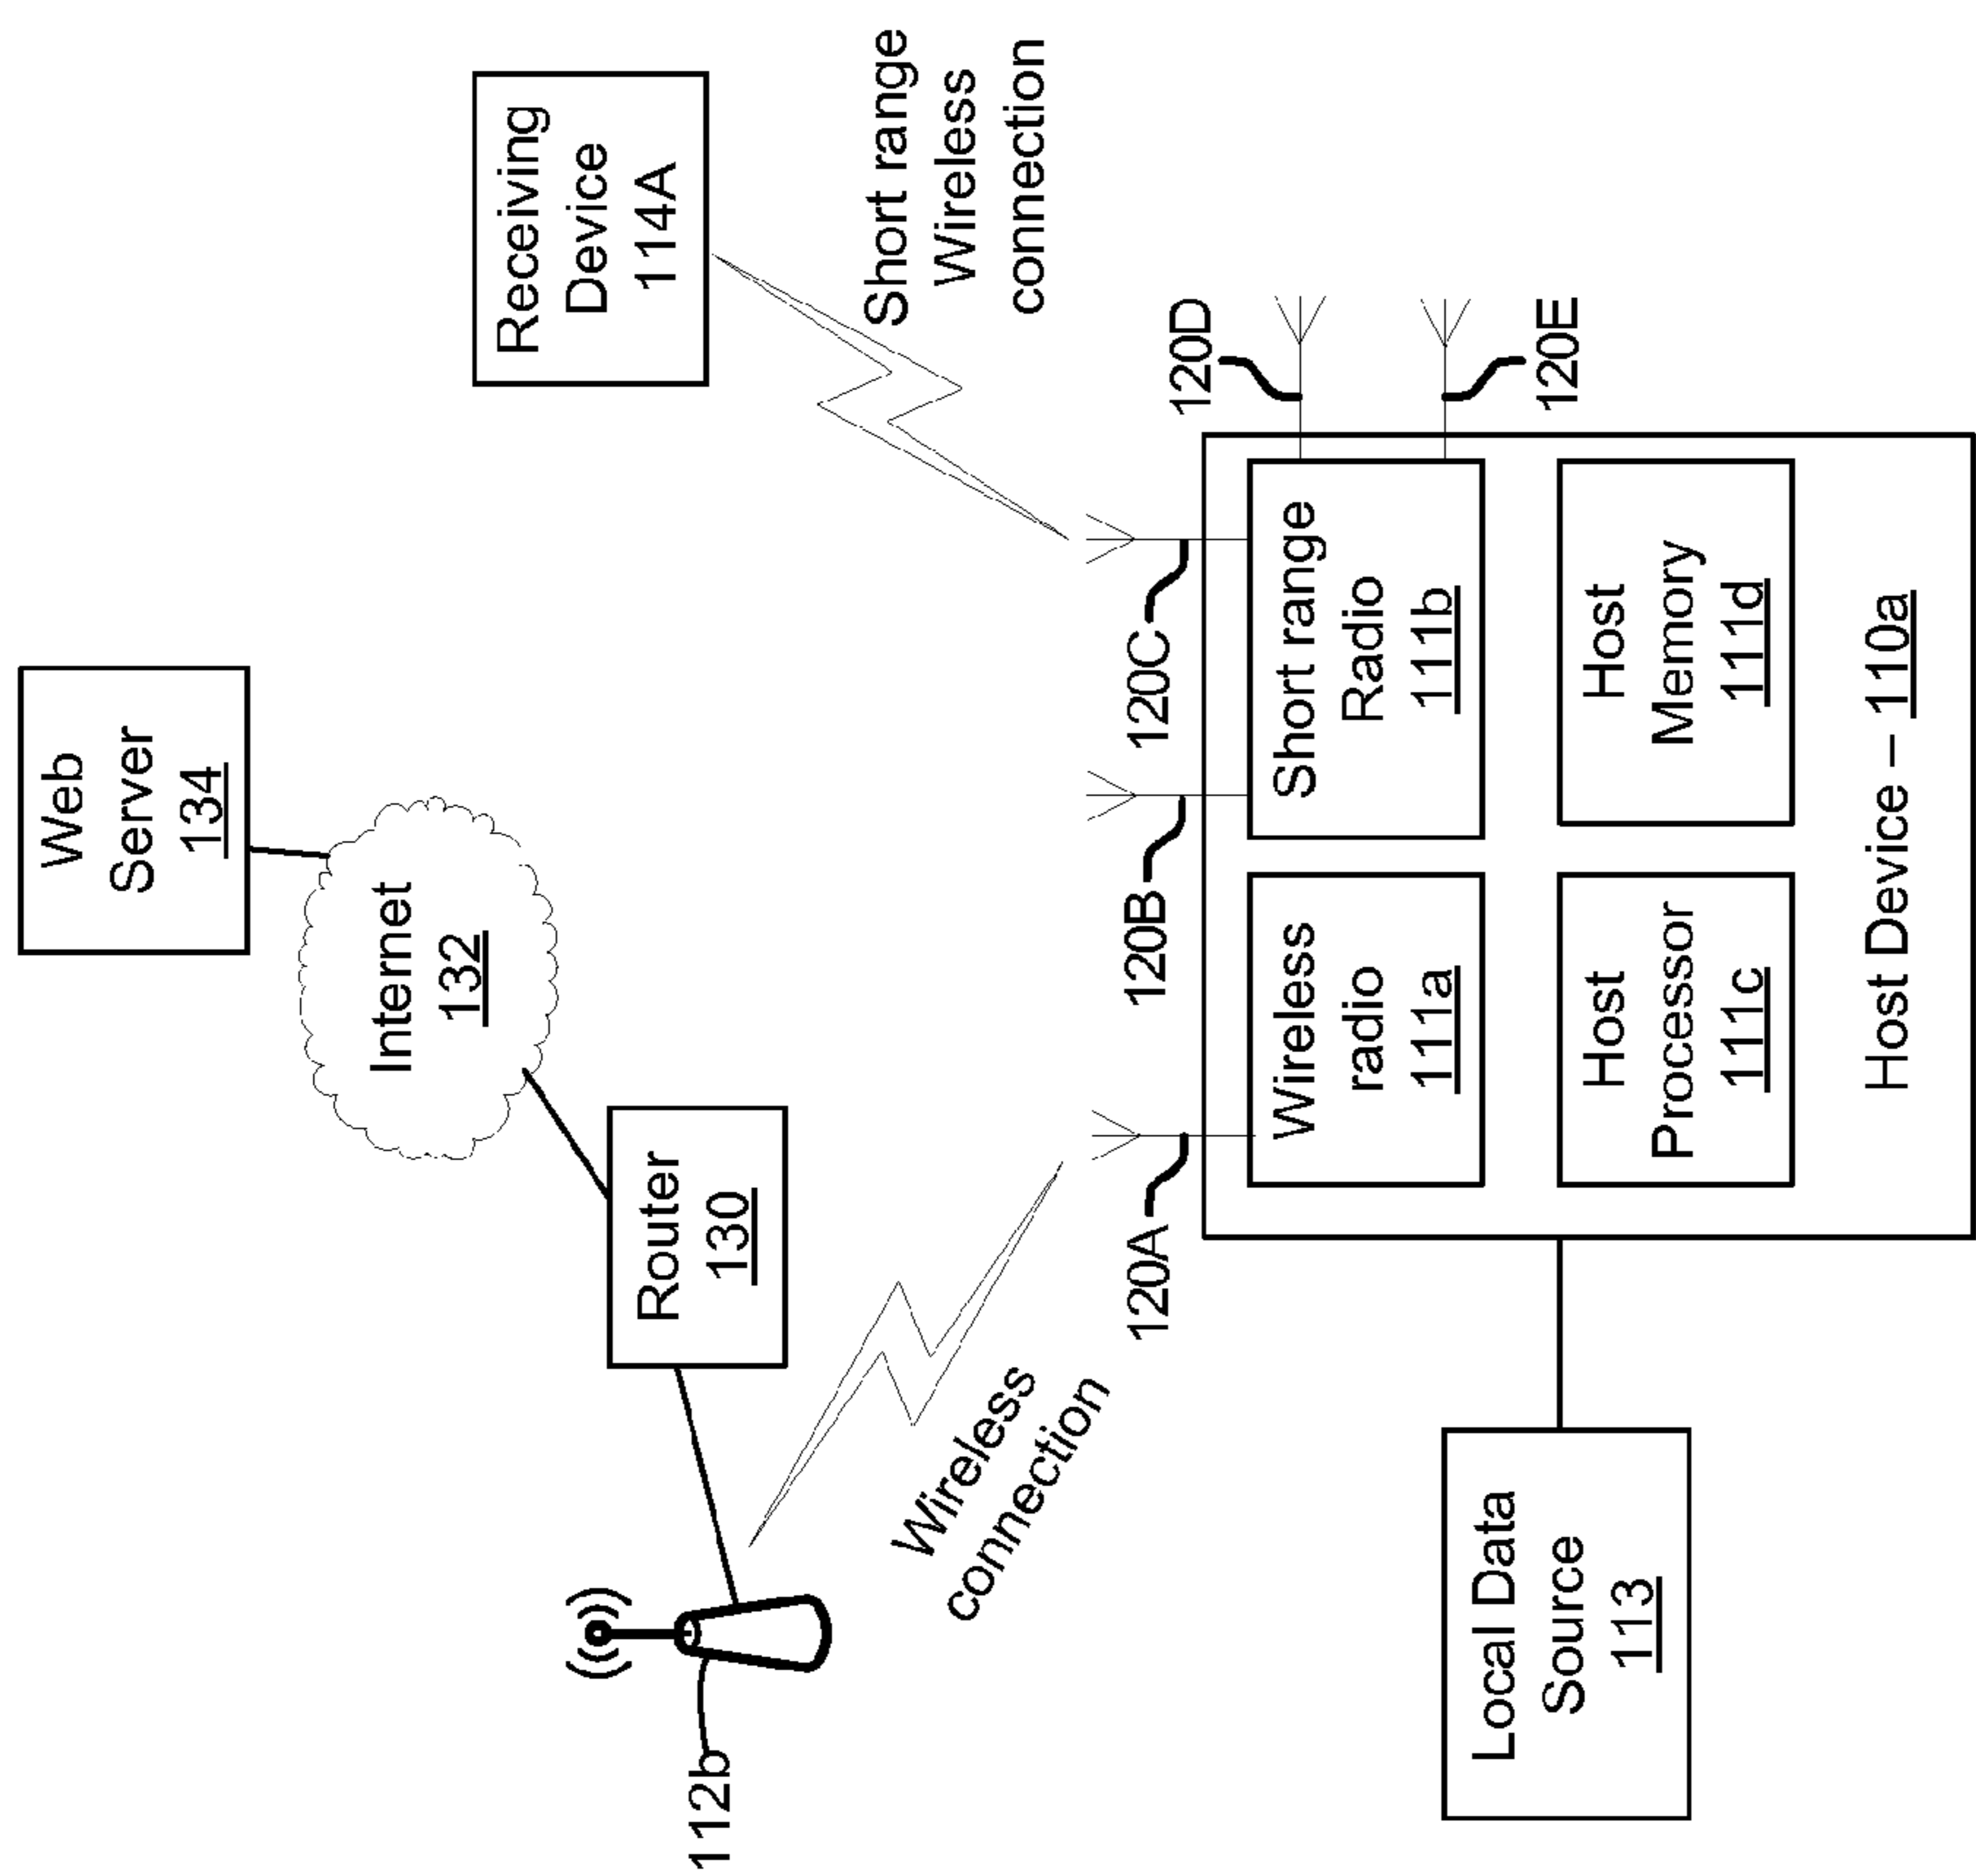 Web
Server
134
Internet
132
Router
130
112b
Wireless
connection
Receiving
Device
114A
Short range
Wireless
connection
120A
120B
120C
120D
120E
Wireless
radio
111a
Short range
Radio
111b
Host
Processor
111c
Host
Memory
111d
Host Device – 110a
Local Data
Source
113